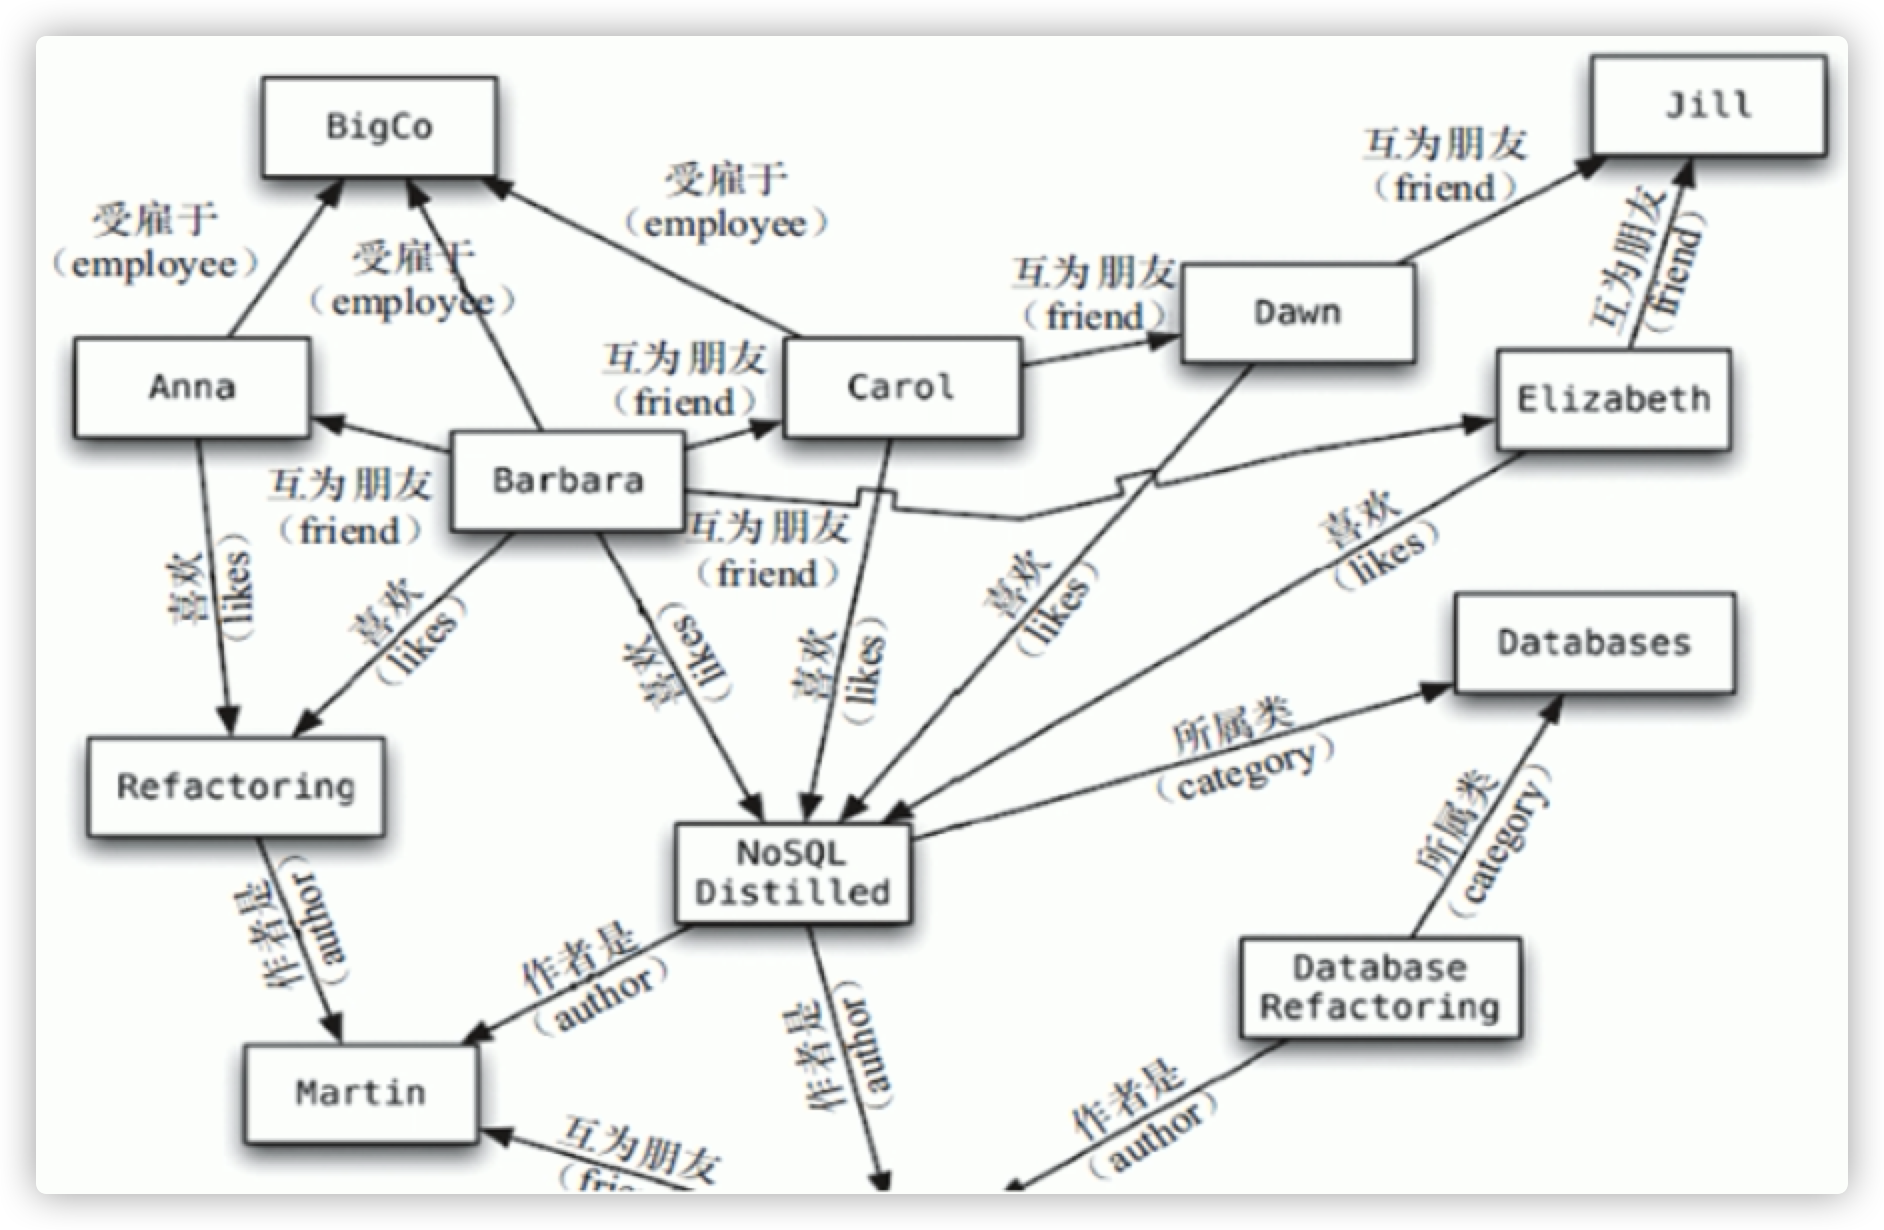 BigCo
Jill
互为朋友
(friend)
受雇于
(employee)
受雇于
(employee)
受雇于
(employee)
互为朋友
(friend)
互为朋友
(friend)
Dawn
Anna
互为朋友
(friend)
Carol
Elizabeth
Barbara
互为朋友
(friend)
互为朋友
(friend)
喜欢
(likes)
喜欢
(likes)
喜欢
(likes)
喜欢
(likes)
喜欢
(likes)
喜欢
(likes)
Databases
Refactoring
所属类
(category)
所属类
(category)
NoSQL
Distilled
作者是
(author)
作者是
(author)
作者是
(author)
Database
Refactoring
Martin
作者是
(author)
互为朋友